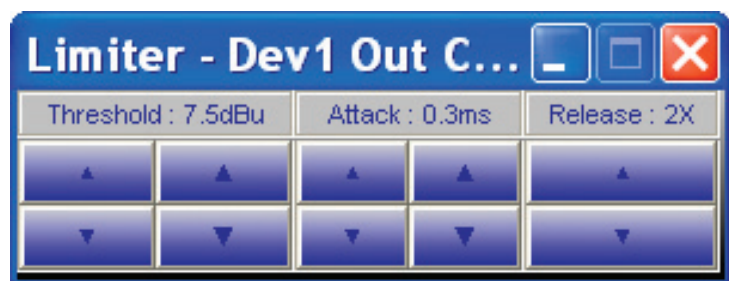 Limiter - Dev1 Out C...
Threshold : 7.5dBu Attack : 0.3ms Release : 2X